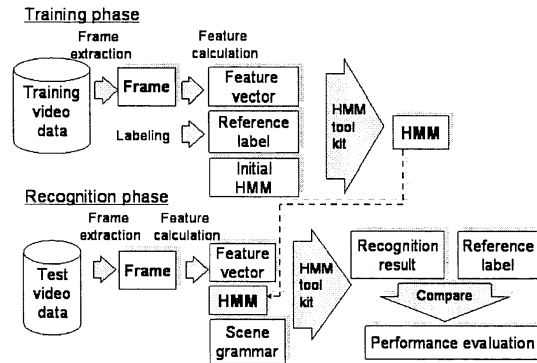 Training phase
Frame
extraction
Feature
calculation
Training
video
data
Frame
Feature
vector
Labeling
Reference
label
Initial
HMM
HMM
tool
kit
HMM
Recognition phase
Frame
extraction
Feature
calculation
Test
video
data
Frame
Feature
vector
HMM
Scene
grammar
HMM
tool
kit
Recognition
result
Reference
label
Compare
Performance evaluation